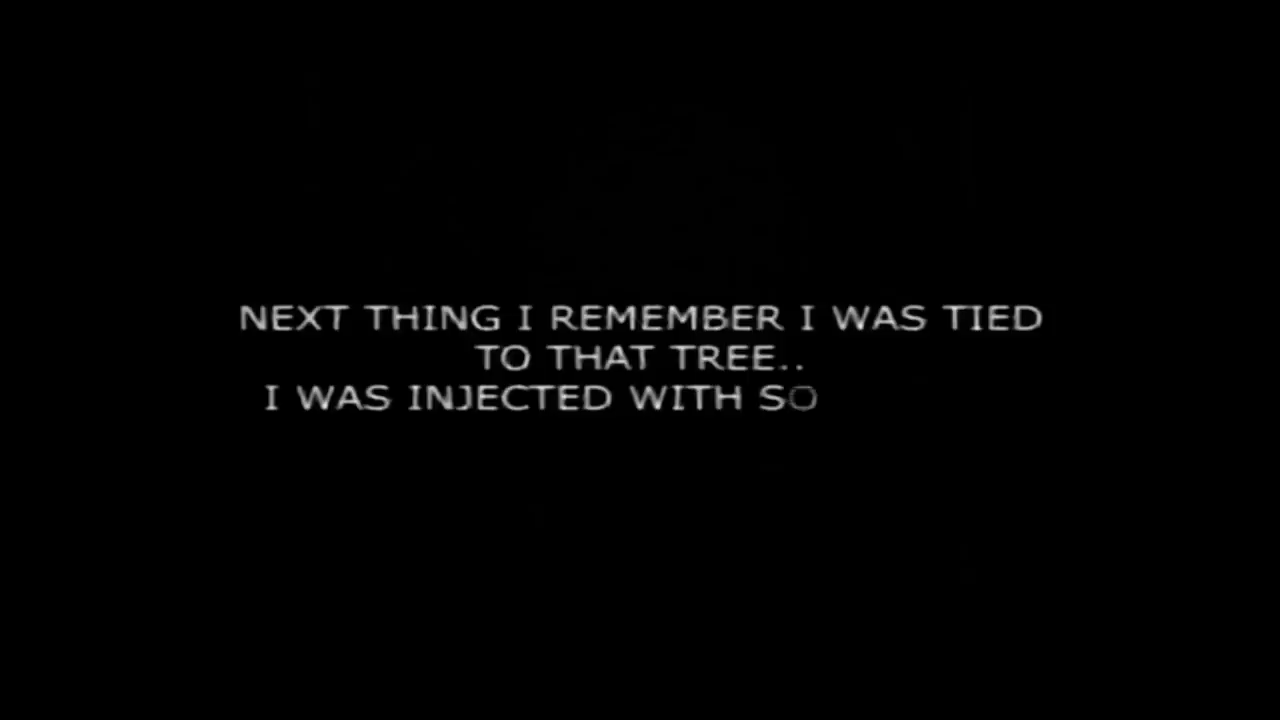 NEXT THING I REMEMBER I WAS TIED
TO THAT TREE..
I WAS INJECTED WITH SO